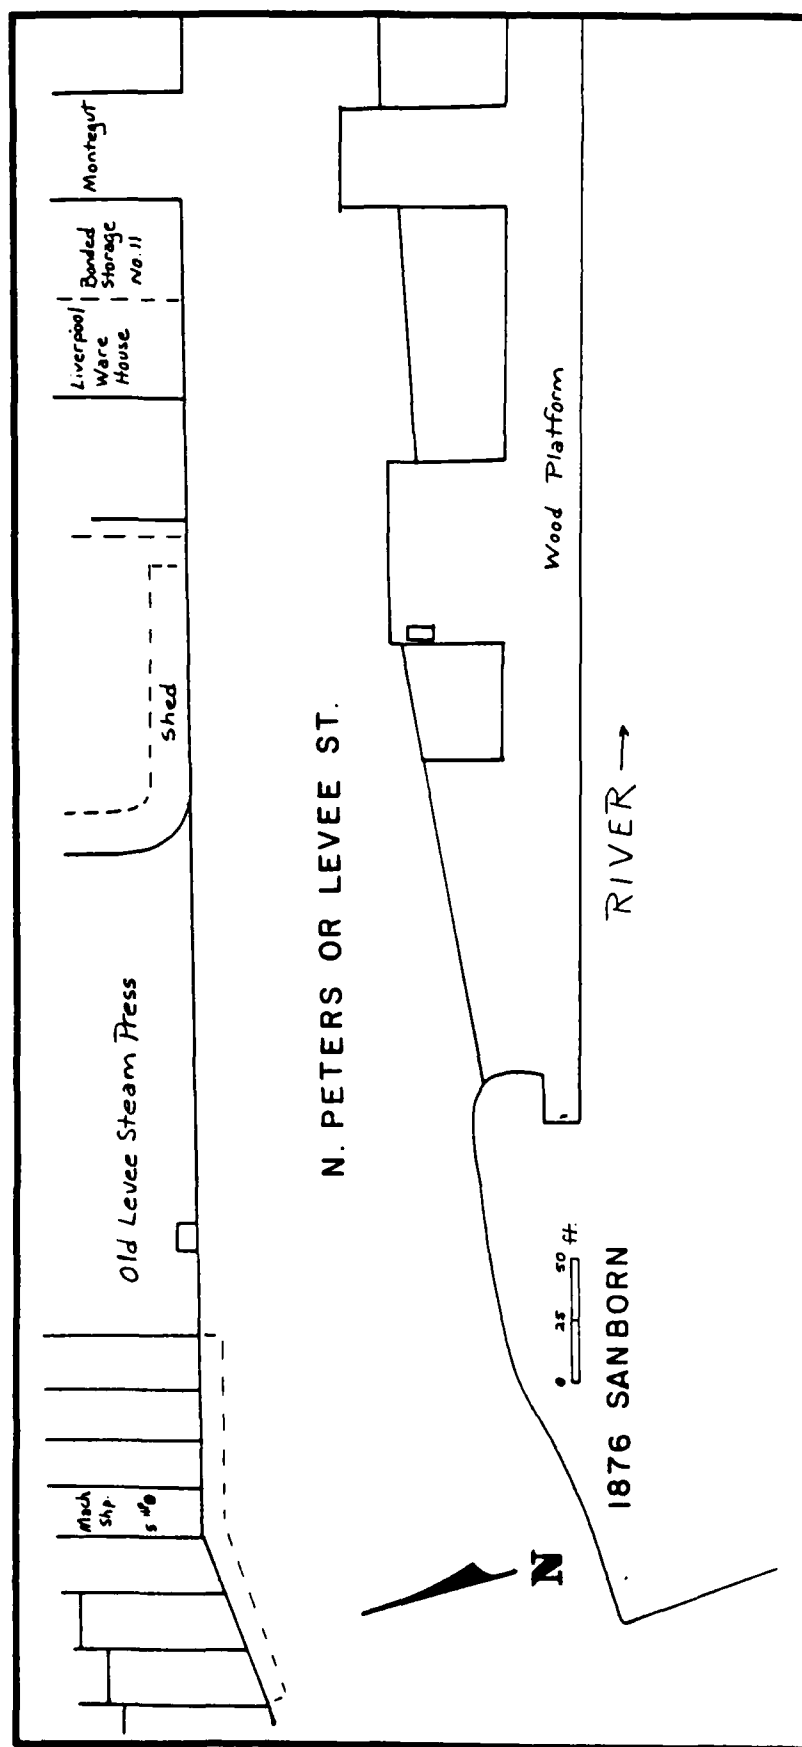 Montegut
Bonded
Storage
No. 11
Liverpool
Ware
House
Shed
Old Levee Steam Press
Mach
Shp.
N. PETERS OR LEVEE ST.
Wood Platform
RIVER →
0 25 50 ft.
1876 SANBORN
N